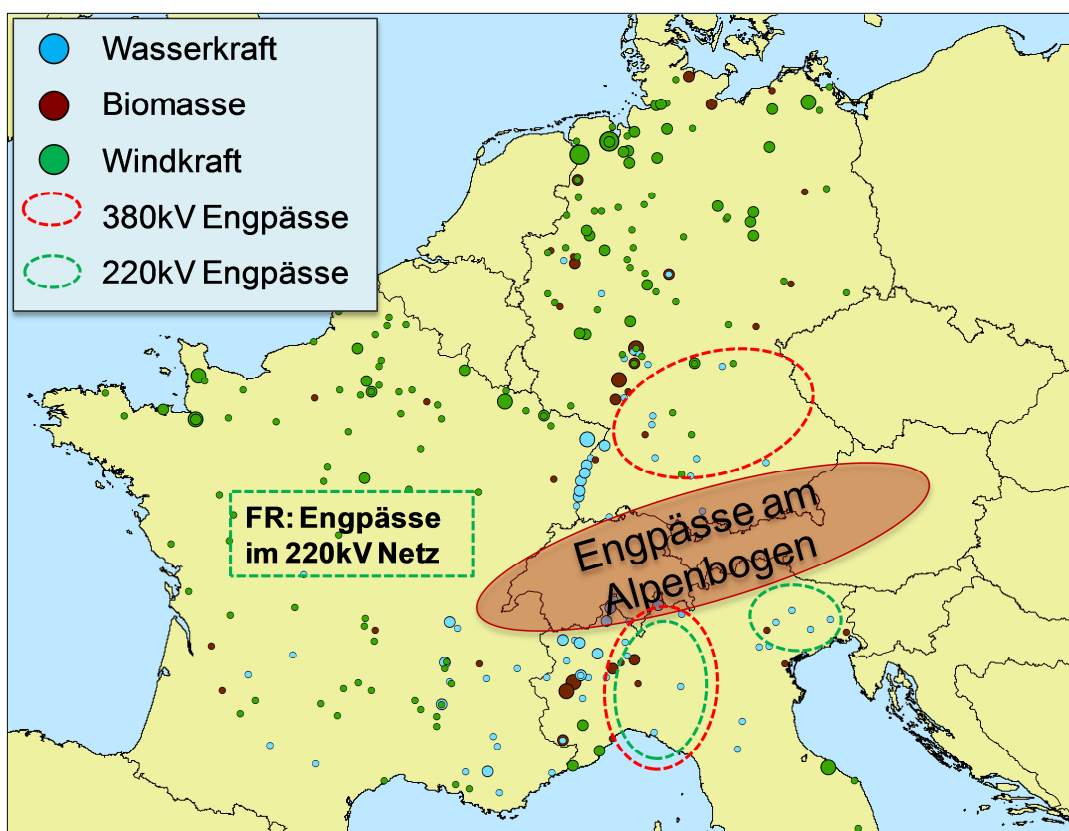 Wasserkraft
Biomasse
Windkraft
380kV Engpässe
220kV Engpässe
FR: Engpässe
im 220kV Netz
Engpässe am
Alpenbogen